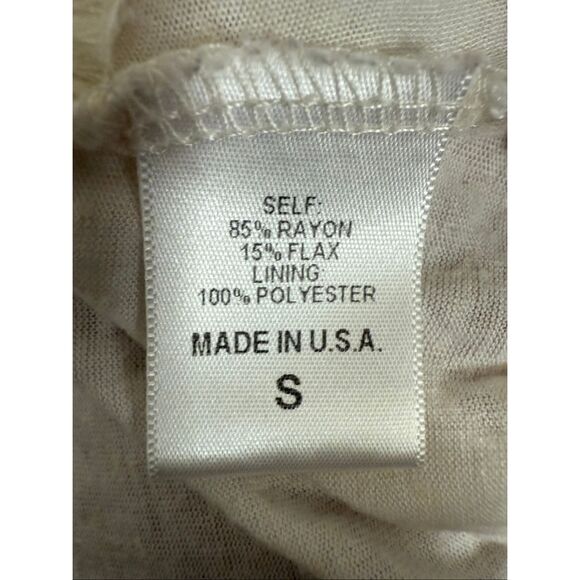 SELF:
85% RAYON
15% FLAX
LINING
100% POLYESTER
MADE IN U.S.A.
S